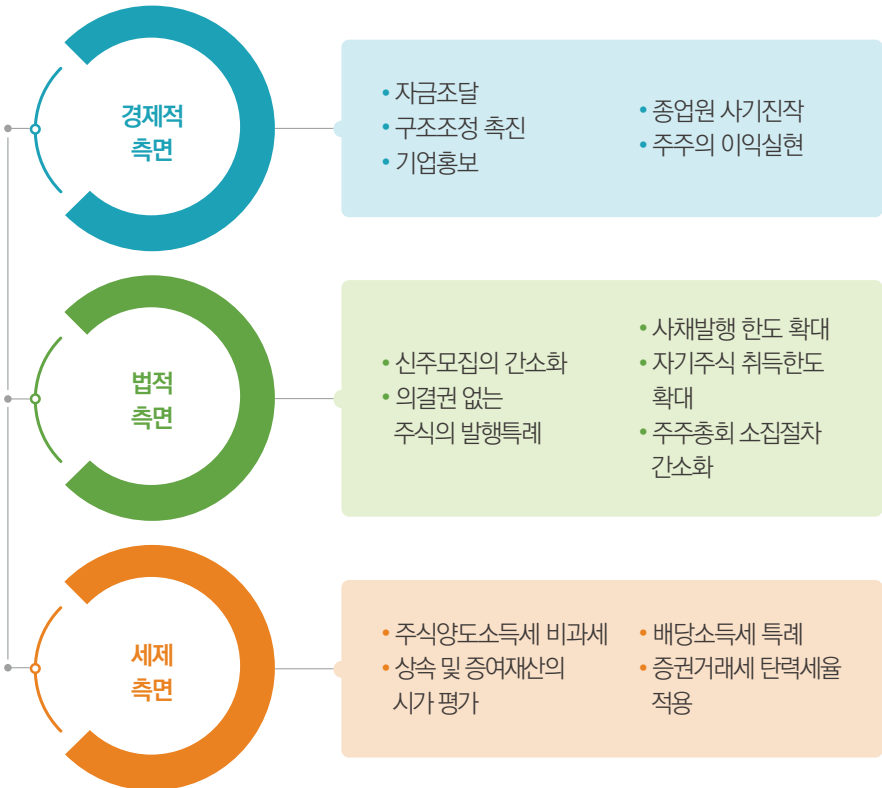 경제적
측면
• 자금조달
• 구조조정 촉진
• 기업홍보
• 종업원 사기진작
• 주주의 이익실현
법적
측면
• 신주모집의 간소화
• 의결권 없는
주식의 발행특례
• 사채발행 한도 확대
• 자기주식 취득한도
확대
• 주주총회 소집절차
간소화
세제
측면
• 주식양도소득세 비과세
• 상속 및 증여재산의
시가 평가
• 배당소득세 특례
• 증권거래세 탄력세율
적용